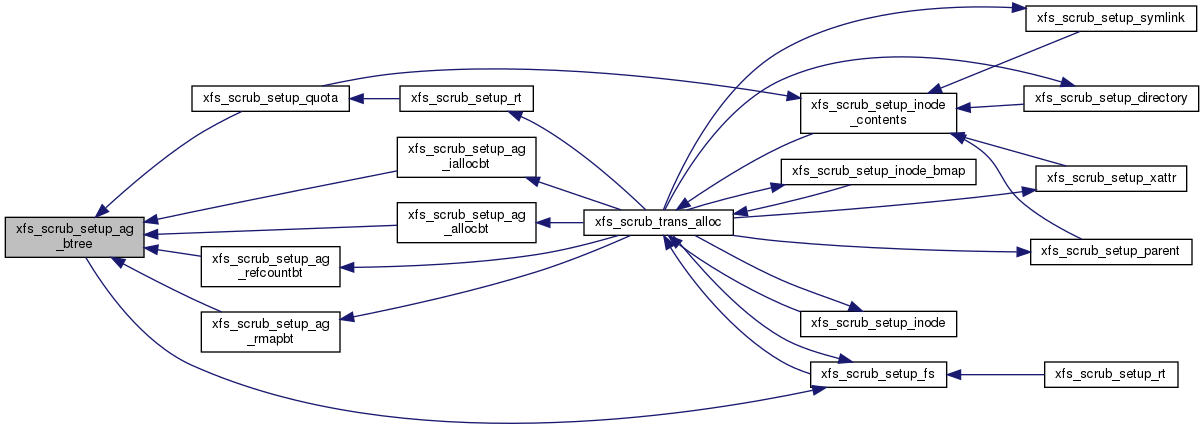 xfs_scrub_setup_symlink
xfs_scrub_setup_quota
xfs_scrub_setup_rt
xfs_scrub_setup_inode
_contents
xfs_scrub_setup_directory
xfs_scrub_setup_ag
_iallocbt
xfs_scrub_setup_inode_bmap
xfs_scrub_setup_xattr
xfs_scrub_setup_ag
_btree
xfs_scrub_setup_ag
_allocbt
xfs_scrub_trans_alloc
xfs_scrub_setup_parent
xfs_scrub_setup_ag
_refcountbt
xfs_scrub_setup_ag
_rmapbt
xfs_scrub_setup_inode
xfs_scrub_setup_fs
xfs_scrub_setup_rt